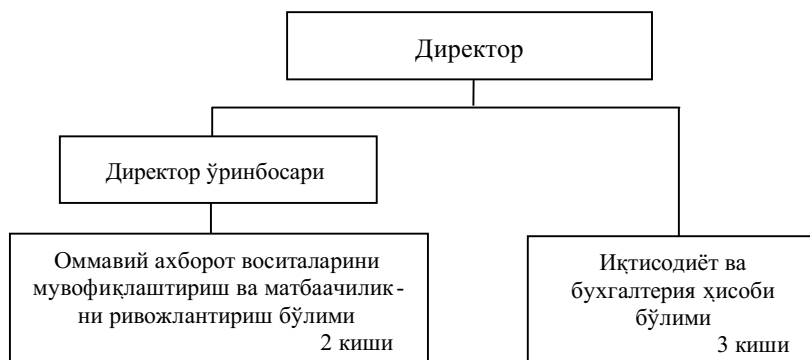 Директор
Директор ўринбосари
Оммавий ахборот воситаларини
мувофиқлаштириш ва матбаачилик-
ни ривожлантириш бўлими
2 киши
Иқтисодиёт ва
бухгалтерия ҳисоби
бўлими
3 киши